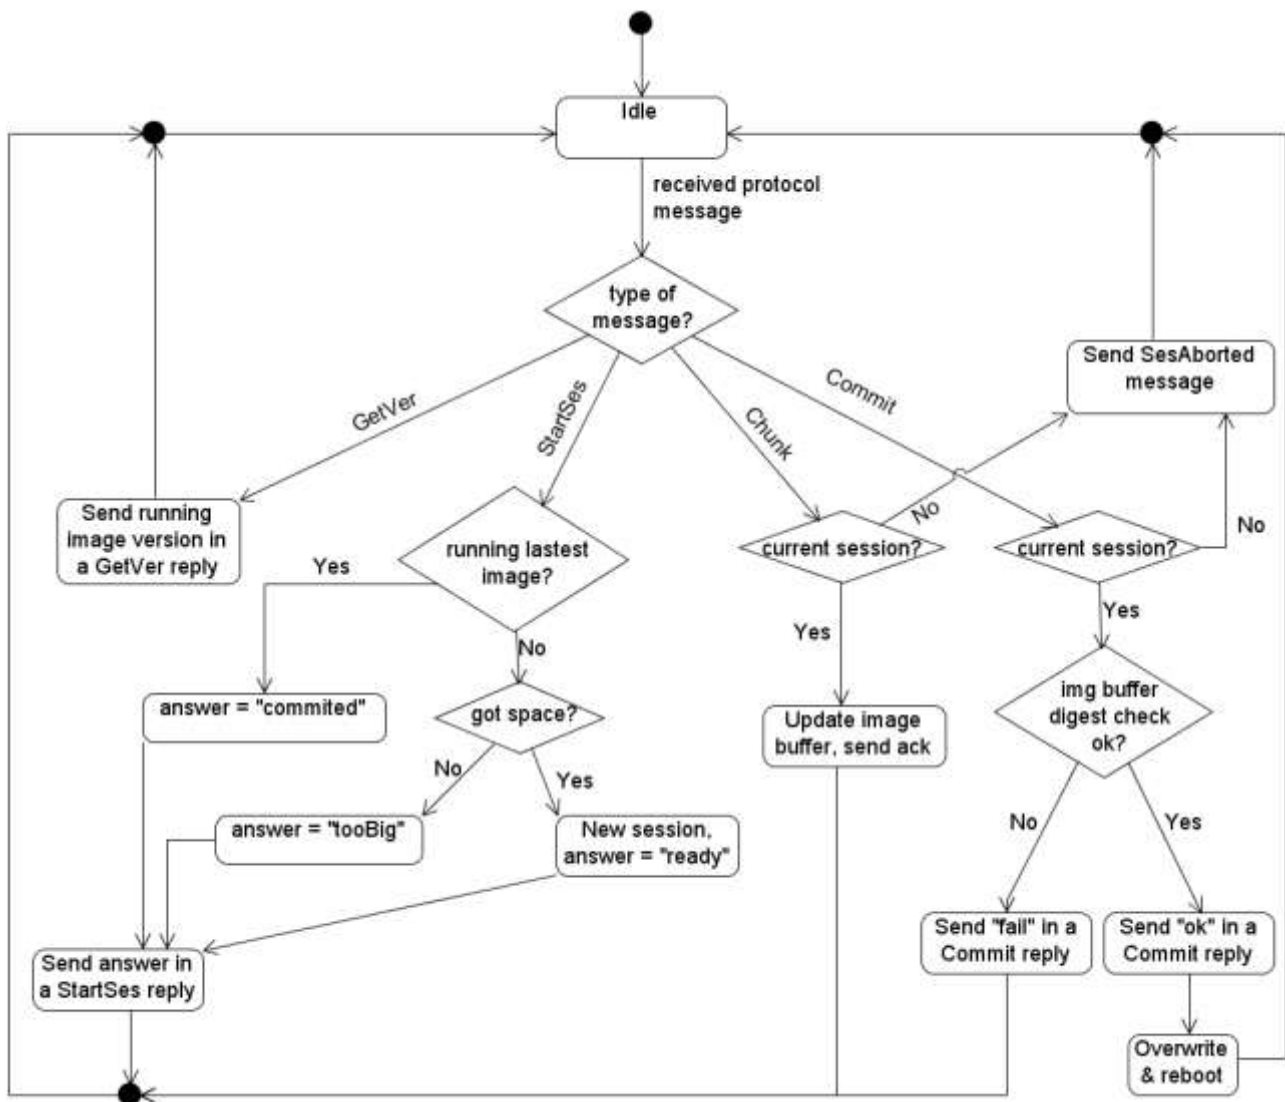 Idle
received protocol
message
type of
message?
GetVer
StartSes
Chunk
Commit
Send SesAborted
message
Send running
image version in
a GetVer reply
running lastest
image?
current session?
No
current session?
No
Yes
No
Yes
Yes
answer = "commited"
got space?
Update image
buffer, send ack
img buffer
digest check
ok?
No
Yes
answer = "tooBig"
New session,
answer = "ready"
No
Yes
Send answer in
a StartSes reply
Send "fail" in a
Commit reply
Send "ok" in a
Commit reply
Overwrite
& reboot